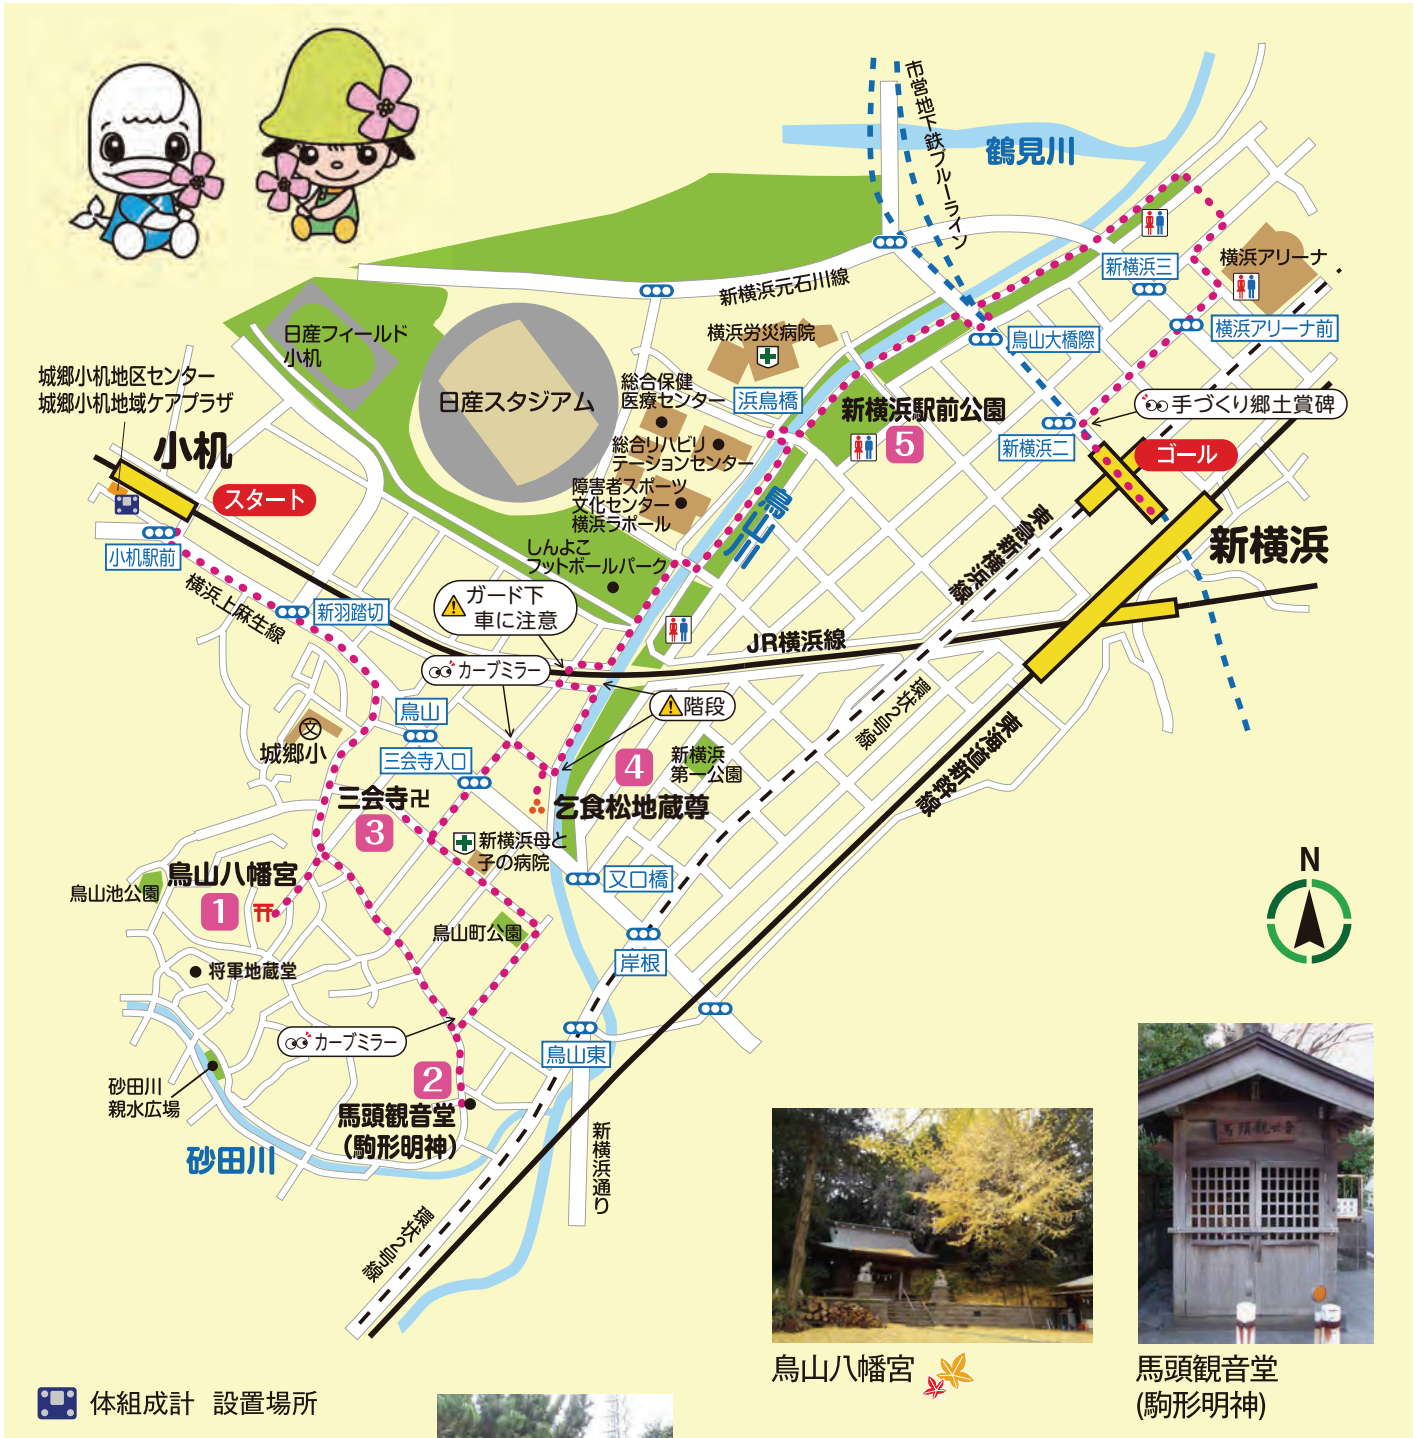 市営地下鉄ブルーライン
鶴見川
新横浜元石川線
新横浜三
横浜アリーナ
横浜アリーナ前
鳥山大橋際
日産フィールド
小机
横浜労災病院
城郷小机地区センター
城郷小机地域ケアプラザ
日産スタジアム
総合保健
医療センター
浜鳥橋
新横浜駅前公園
5
手づくり郷土賞碑
小机
総合リハビリ
テーションセンター
新横浜二
ゴール
スタート
障害者スポーツ
文化センター
横浜ラポール
鳥山川
東急新横浜線
新横浜
小机駅前
しんよこ
フットボールパーク
横浜上麻生線
新羽踏切
ガード下
車に注意
JR横浜線
カーブミラー
環状2号線
階段
鳥山
城郷小
文
三会寺入口
4
新横浜
第一公園
東海道新幹線
三会寺卍
3
乞食松地蔵尊
新横浜母と
子の病院
N
鳥山八幡宮
1
鳥山池公園
又口橋
鳥山町公園
岸根
将軍地蔵堂
カーブミラー
鳥山東
砂田川
親水広場
2
馬頭観音堂
(駒形明神)
砂田川
新横浜通り
環状2号線
馬頭觀世音
鳥山八幡宮
馬頭観音堂
(駒形明神)
体組成計 設置場所